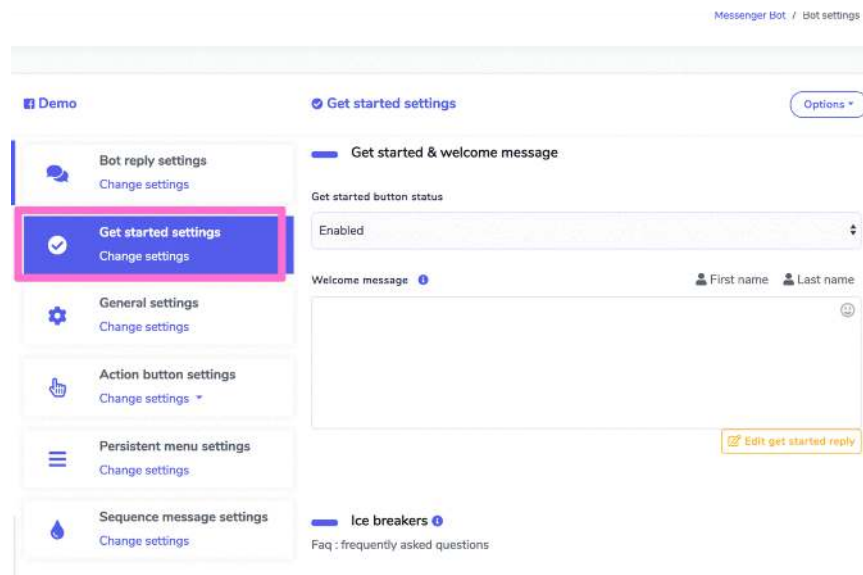 Messenger Bot / Bot settings
Demo
Get started settings
Options
Bot reply settings
Change settings
Get started settings
Change settings
General settings
Change settings
Action button settings
Change settings
Persistent menu settings
Change settings
Sequence message settings
Change settings
Get started & welcome message
Get started button status
Enabled
Welcome message
First name
Last name
Edit get started reply
Ice breakers
Faq : frequently asked questions